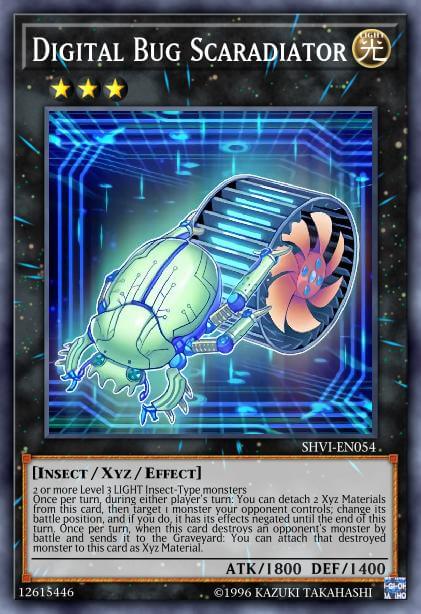 Digital Bug Scaradiator
LIGHT
光
SHVI-EN054
[Insect / Xyz / Effect]
2 or more Level 3 LIGHT Insect-Type monsters
Once per turn, during either player's turn: You can detach 2 Xyz Materials
from this card, then target 1 monster your opponent controls; change its
battle position, and if you do, it has its effects negated until the end of this
turn. Once per turn, when this card destroys an opponent's monster by
battle and sends it to the Graveyard: You can attach that destroyed
monster to this card as Xyz Material.
ATK/1800 DEF/1400
12615446
©1996 KAZUKI TAKAHASHI